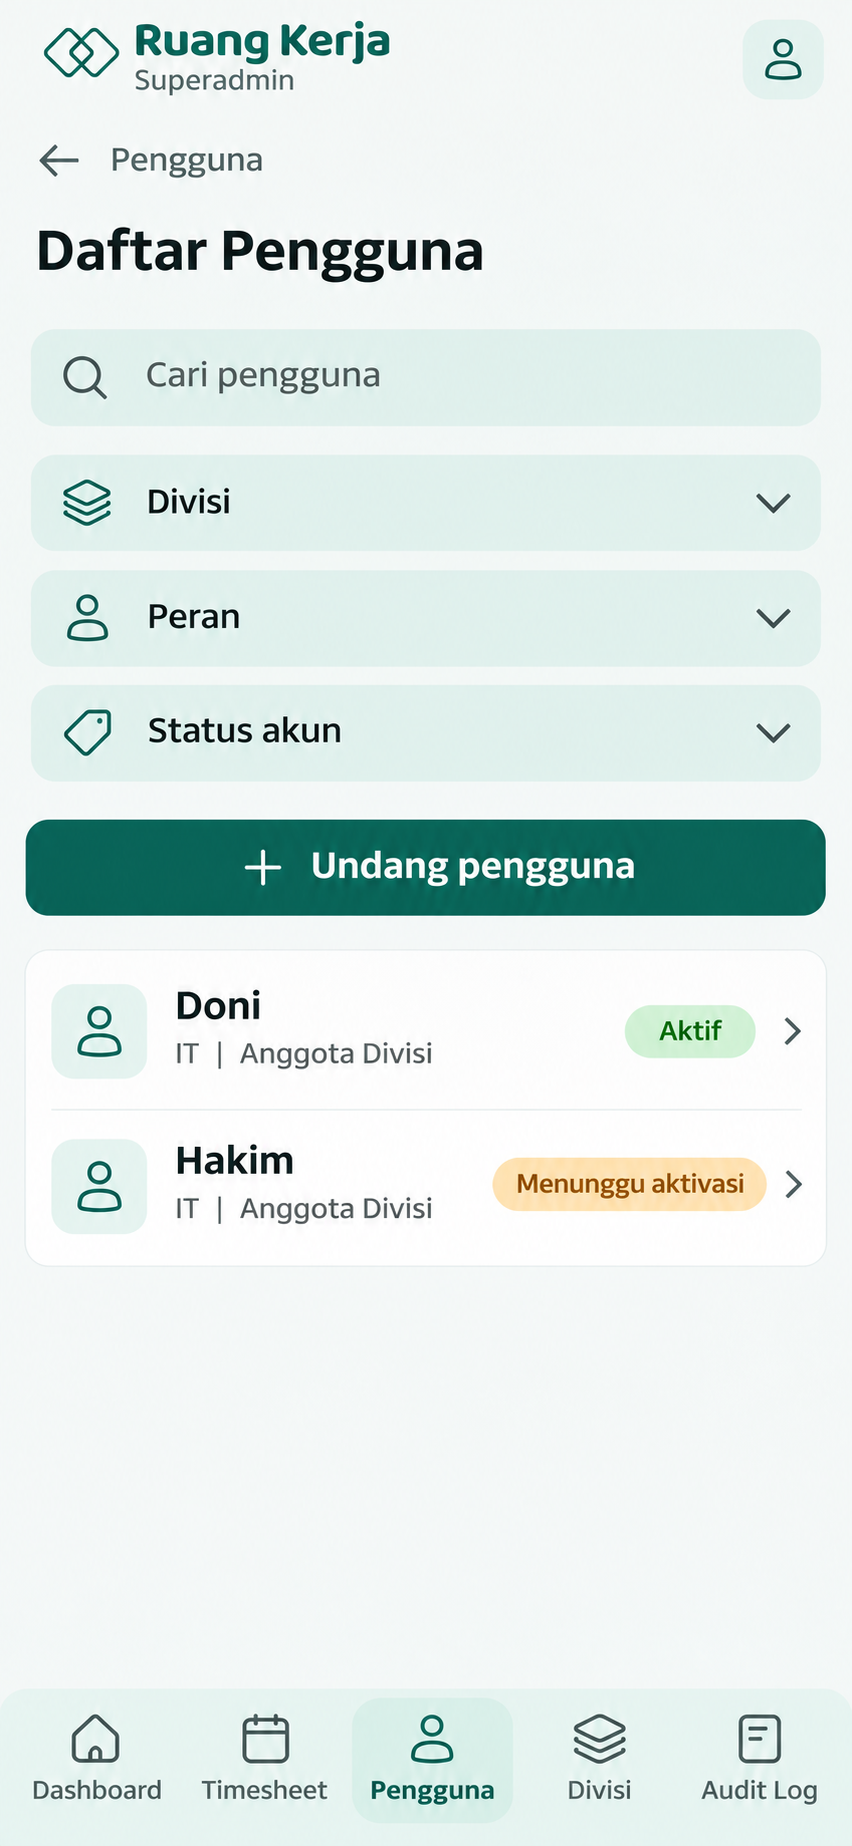 Ruang Kerja
Superadmin
Pengguna
Daftar Pengguna
Cari pengguna
Divisi
Peran
Status akun
Undang pengguna
Doni
IT | Anggota Divisi
Aktif
Hakim
IT | Anggota Divisi
Menunggu aktivasi
Dashboard
Timesheet
Pengguna
Divisi
Audit Log